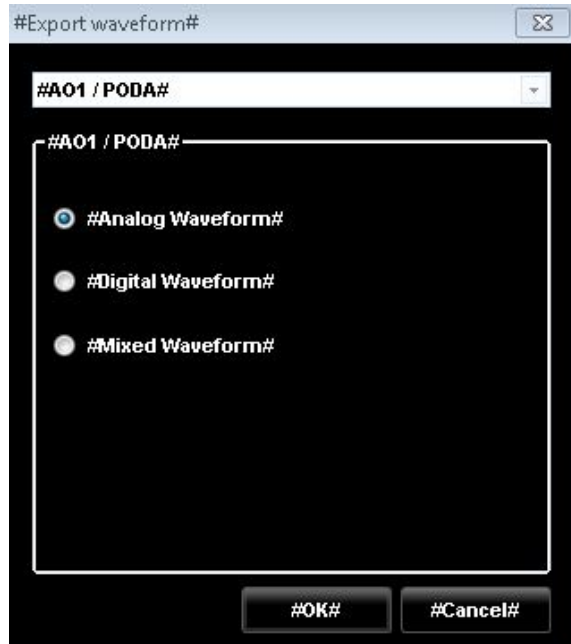 #Export waveform#
#AO1 / PODA#
#AO1 / PODA#
#Analog Waveform#
#Digital Waveform#
#Mixed Waveform#
#OK#
#Cancel#